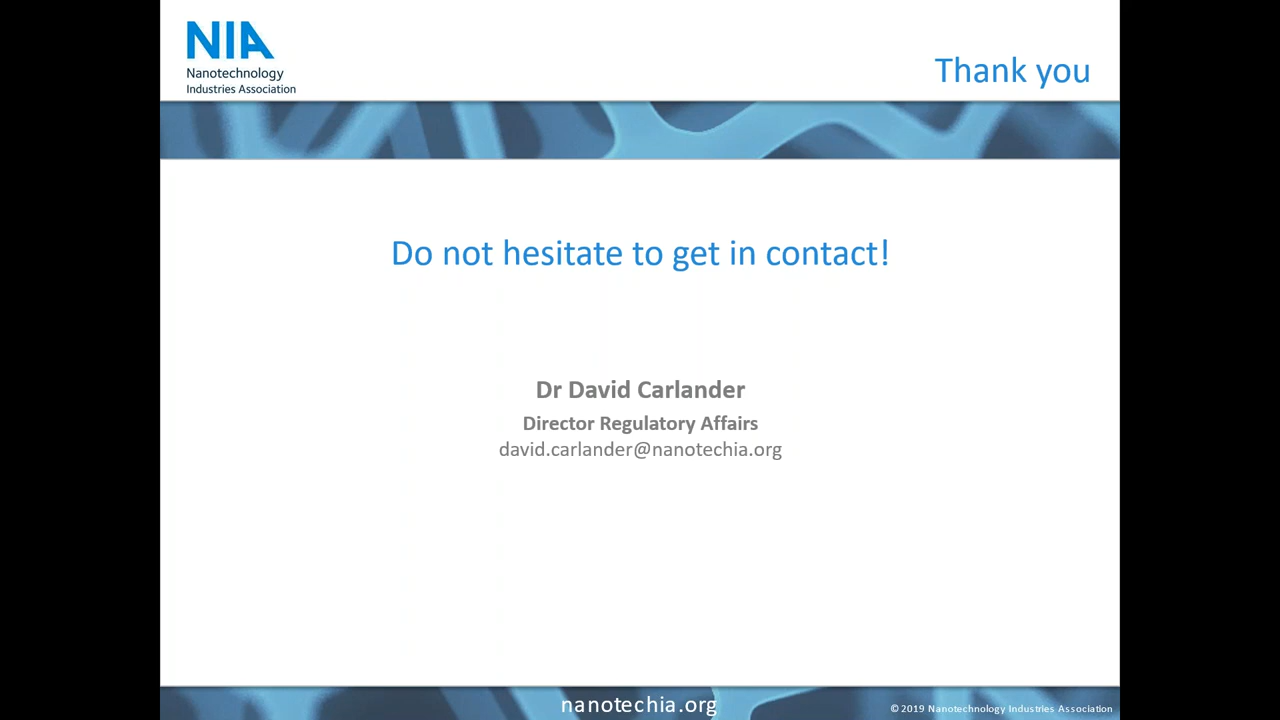 NIA
Nanotechnology
Industries Association
Thank you
Do not hesitate to get in contact!
Dr David Carlander
Director Regulatory Affairs
david.carlander@nanotechia.org
nanotechia.org
© 2019 Nanotechnology Industries Association